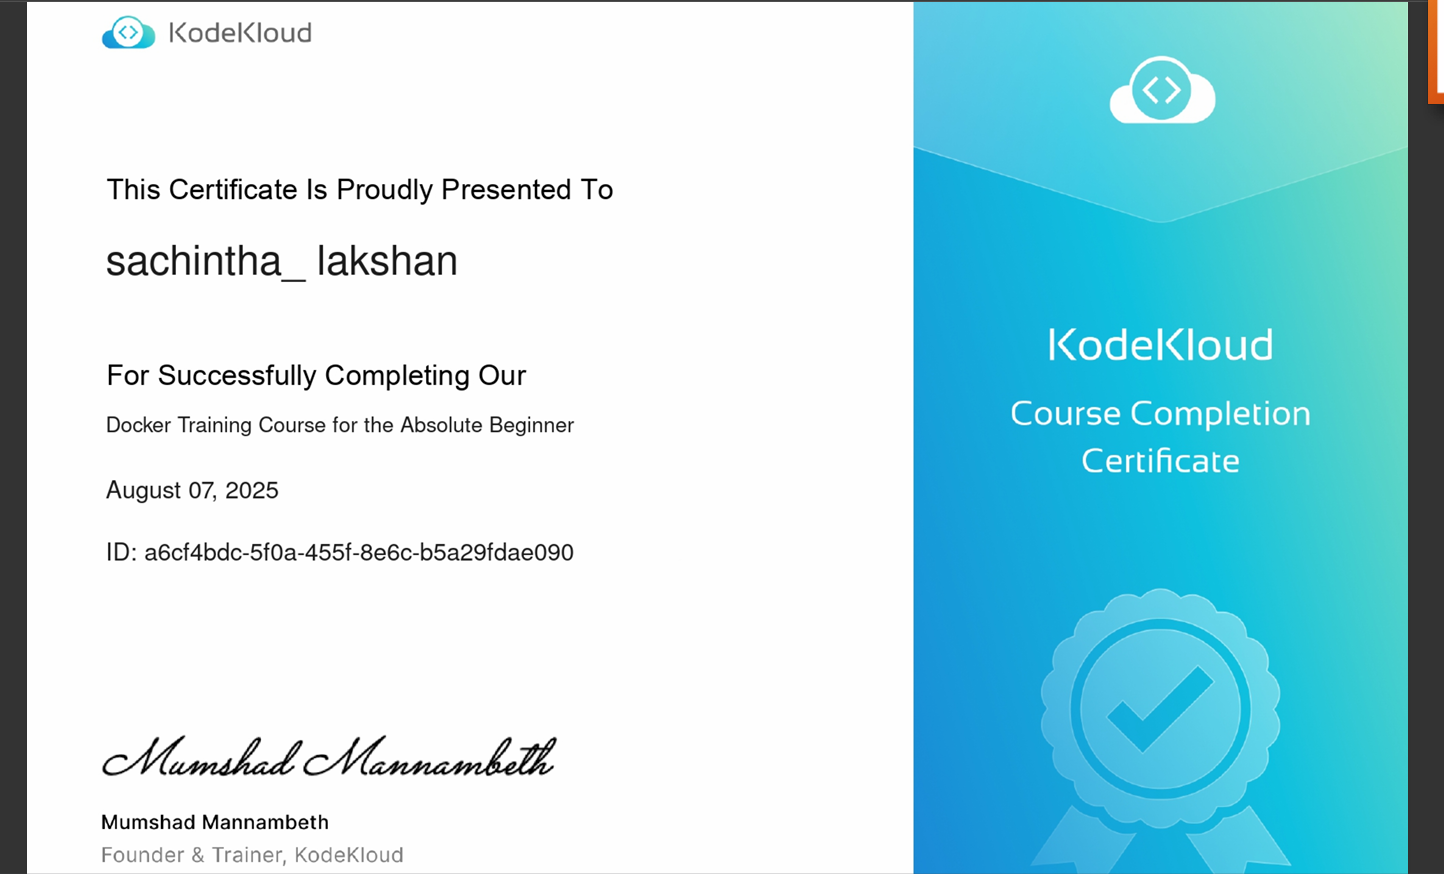 KodeKloud
This Certificate Is Proudly Presented To
sachintha_ lakshan
For Successfully Completing Our
Docker Training Course for the Absolute Beginner
August 07, 2025
ID: a6cf4bdc-5f0a-455f-8e6c-b5a29fdae090
Mumshad Mannambeth
Mumshad Mannambeth
Founder & Trainer, KodeKloud
KodeKloud
Course Completion
Certificate